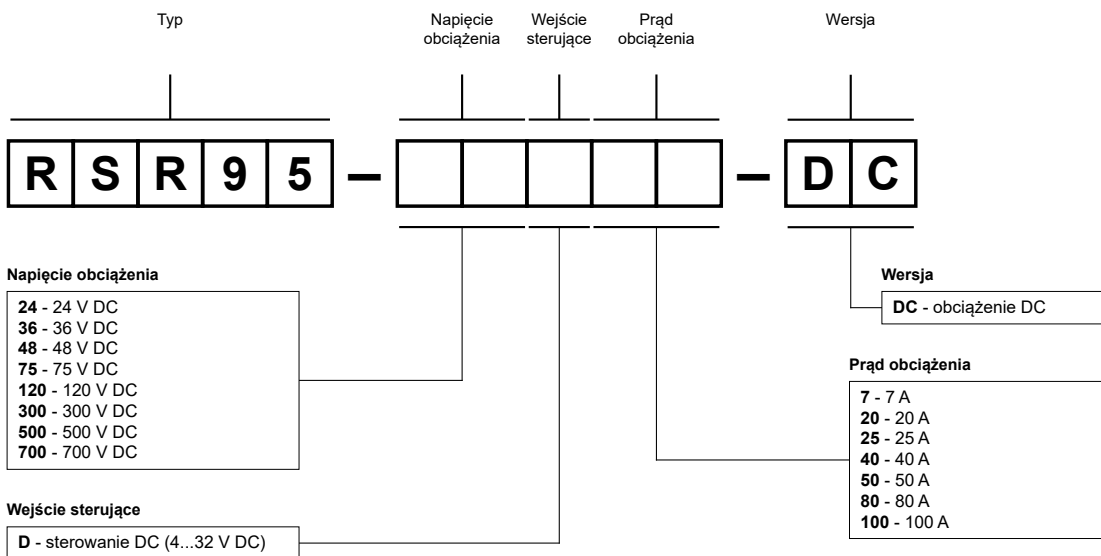 Typ
Napięcie
obciążenia
Wejście
sterujące
Prąd
obciążenia
Wersja
RSR95 – – DC
Napięcie obciążenia
24 - 24 V DC
36 - 36 V DC
48 - 48 V DC
75 - 75 V DC
120 - 120 V DC
300 - 300 V DC
500 - 500 V DC
700 - 700 V DC
Wejście sterujące
D - sterowanie DC (4...32 V DC)
Wersja
DC - obciążenie DC
Prąd obciążenia
7 - 7 A
20 - 20 A
25 - 25 A
40 - 40 A
50 - 50 A
80 - 80 A
100 - 100 A